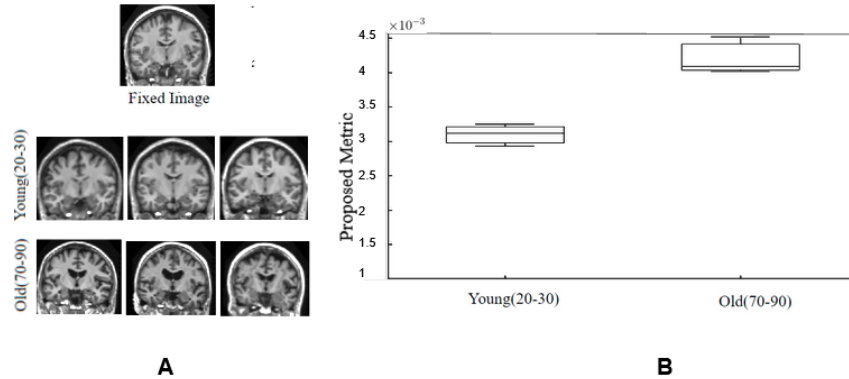 Fixed Image
Young(20-30)
Old(70-90)
A
×10⁻³
Proposed Metric
4.5
4
3.5
3
2.5
2
1.5
1
Young(20-30)
Old(70-90)
B